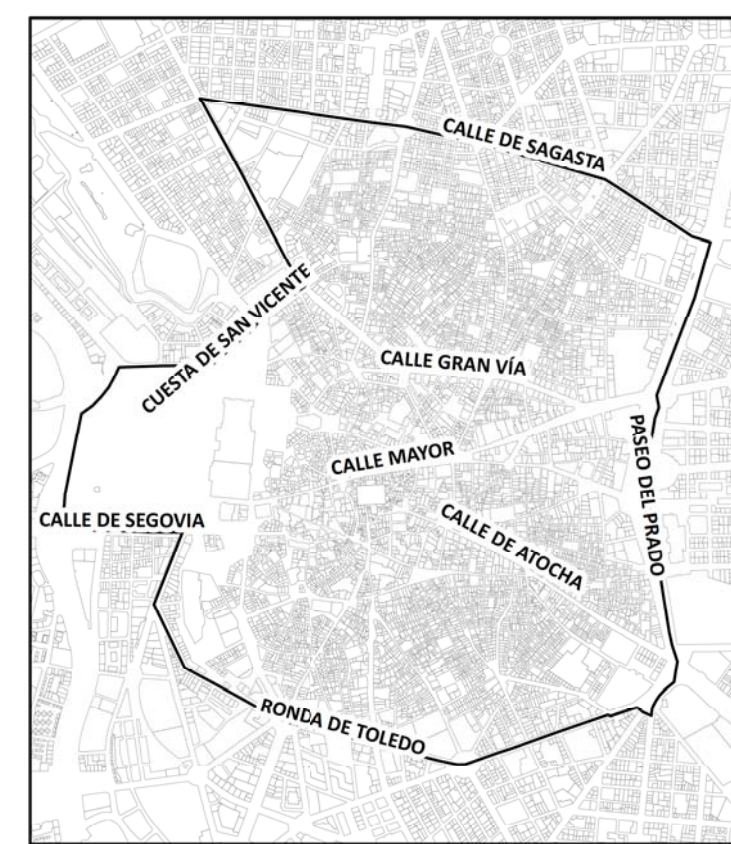 CALLE DE SAGASTA
CUESTA DE SAN VICENTE
CALLE GRAN VÍA
CALLE MAYOR
PASEO DEL PRADO
CALLE DE SEGOVIA
CALLE DE ATOCHA
RONDA DE TOLEDO